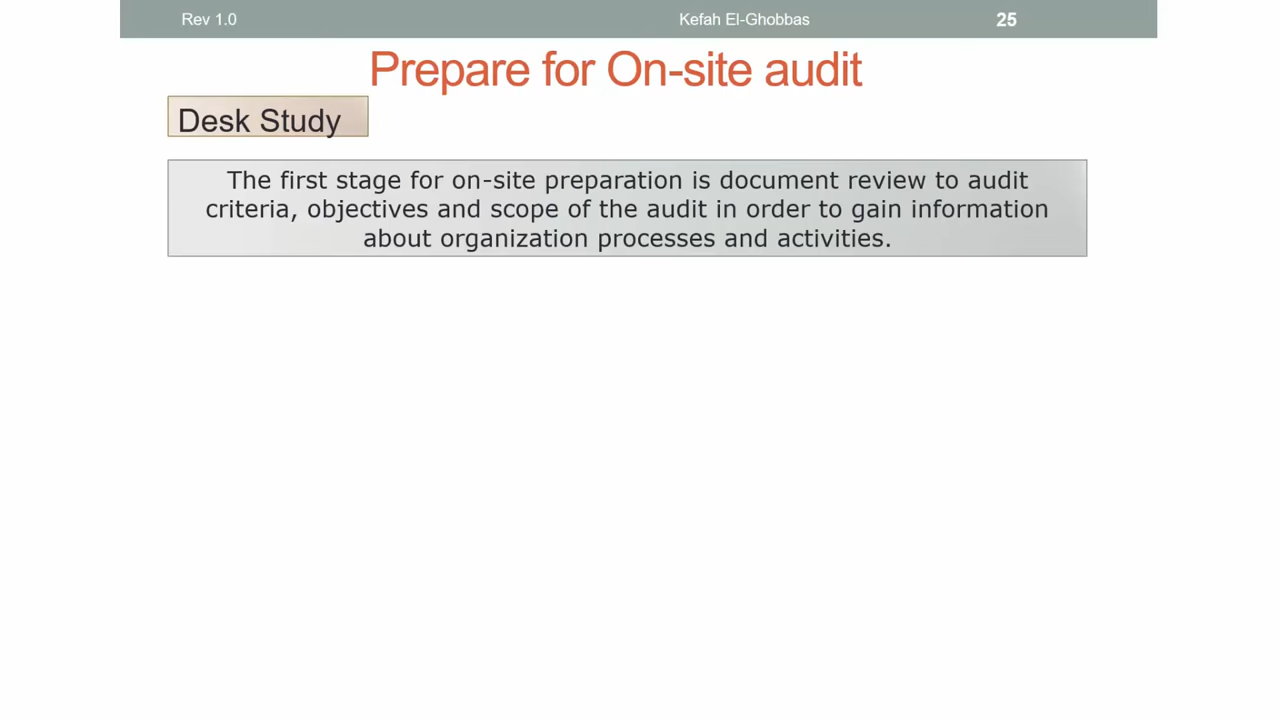 Rev 1.0 Kefah El-Ghobbas 25
Prepare for On-site audit
Desk Study
The first stage for on-site preparation is document review to audit
criteria, objectives and scope of the audit in order to gain information
about organization processes and activities.